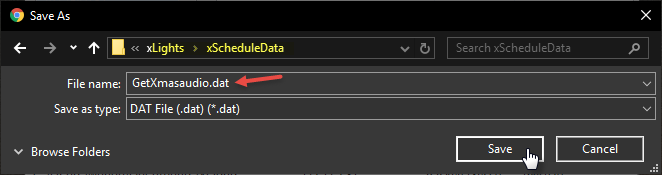 Save As
« xLights > xScheduleData
Search xScheduleData
File name: GetXmasaudio.dat
Save as type: DAT File (.dat) (*.dat)
Browse Folders
Save
Cancel